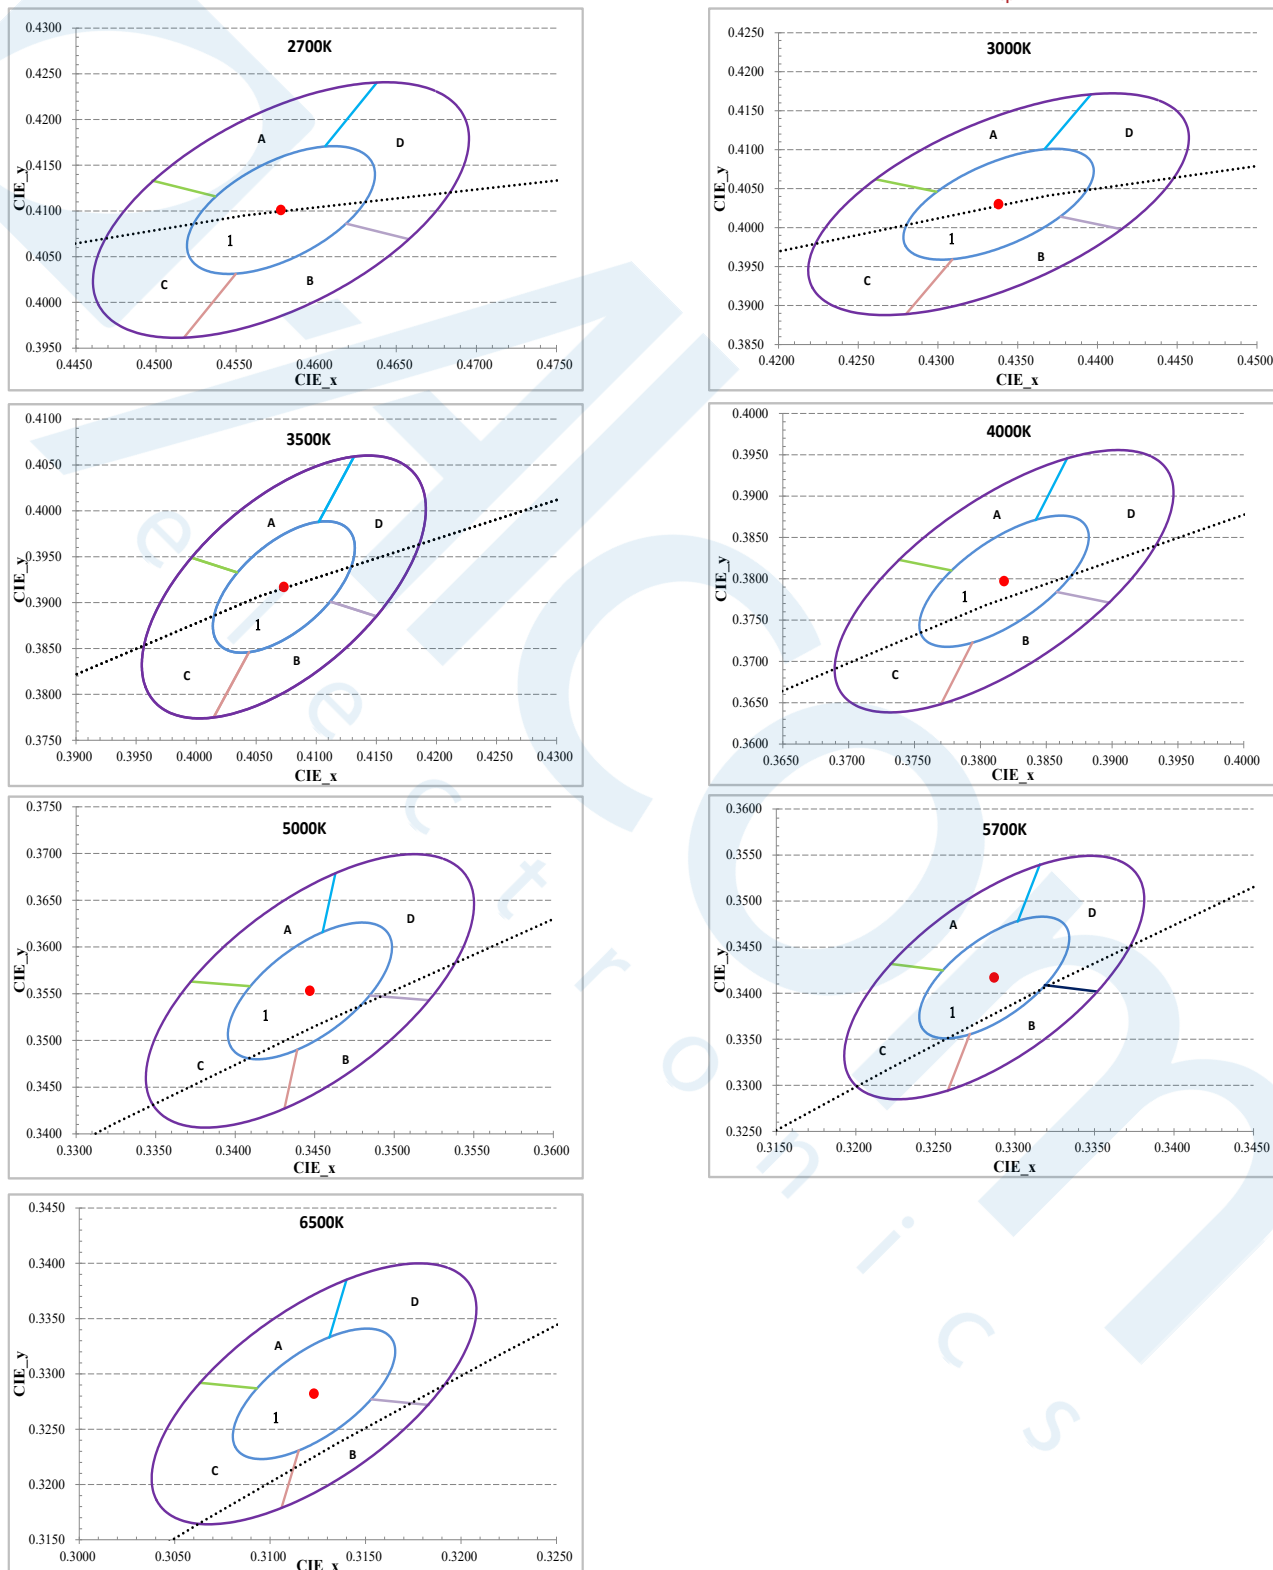 2700K
0.4300
0.4250
0.4200
0.4150
0.4100
0.4050
0.4000
0.3950
CIE_y
A
D
1
C
B
0.4450 0.4500 0.4550 0.4600 0.4650 0.4700 0.4750
CIE_x
3000K
0.4250
0.4200
0.4150
0.4100
0.4050
0.4000
0.3950
0.3900
0.3850
CIE_y
A
D
1
B
C
0.4200 0.4250 0.4300 0.4350 0.4400 0.4450 0.4500
CIE_x
3500K
0.4100
0.4050
0.4000
0.3950
0.3900
0.3850
0.3800
0.3750
CIE_y
A
D
1
B
C
0.3900 0.3950 0.4000 0.4050 0.4100 0.4150 0.4200 0.4250 0.4300
CIE_x
4000K
0.4000
0.3950
0.3900
0.3850
0.3800
0.3750
0.3700
0.3650
0.3600
CIE_y
A
D
1
B
C
0.3650 0.3700 0.3750 0.3800 0.3850 0.3900 0.3950 0.4000
CIE_x
5000K
0.3750
0.3700
0.3650
0.3600
0.3550
0.3500
0.3450
0.3400
CIE_y
A
D
1
B
C
0.3300 0.3350 0.3400 0.3450 0.3500 0.3550 0.3600
CIE_x
5700K
0.3600
0.3550
0.3500
0.3450
0.3400
0.3350
0.3300
0.3250
CIE_y
A
D
1
B
C
0.3150 0.3200 0.3250 0.3300 0.3350 0.3400 0.3450
CIE_x
6500K
0.3450
0.3400
0.3350
0.3300
0.3250
0.3200
0.3150
CIE_y
A
D
1
B
C
0.3000 0.3050 0.3100 0.3150 0.3200 0.3250
CIE_x
electronics